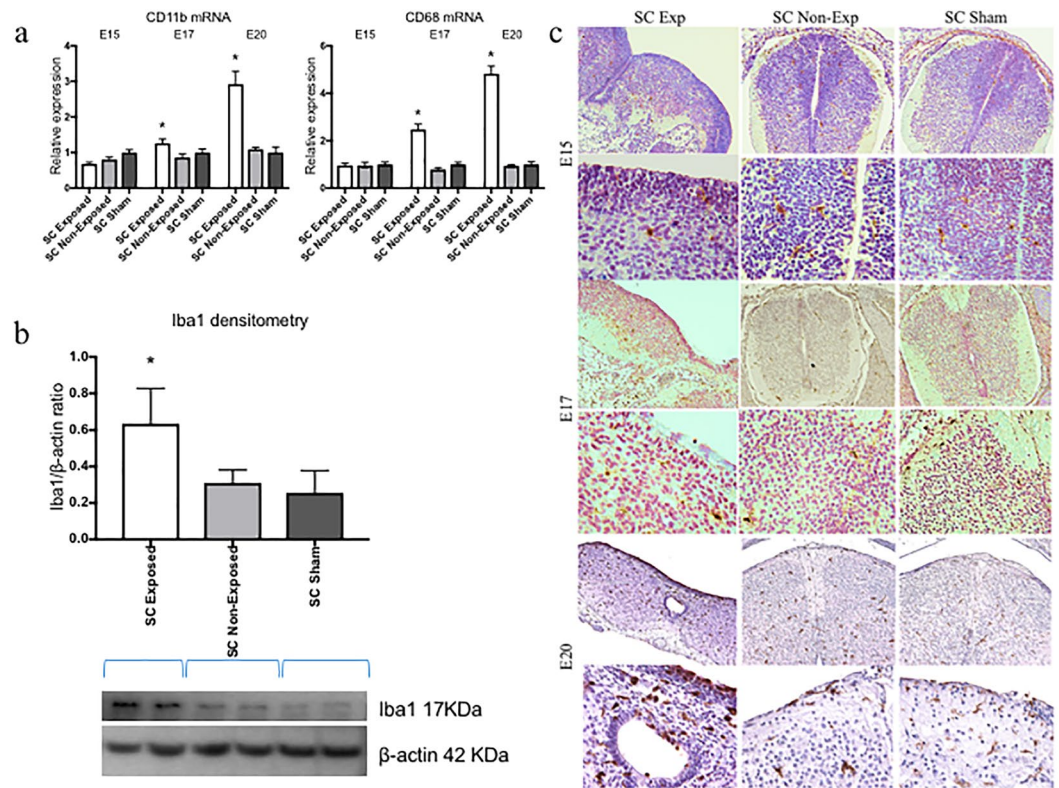 a
CD11b mRNA
E15 E17 E20
Relative expression
4
3
2
1
0
*
*
SC Exposed
SC Non-Exposed
SC Sham
SC Exposed
SC Non-Exposed
SC Sham
SC Exposed
SC Non-Exposed
SC Sham
CD68 mRNA
E15 E17 E20
Relative expression
6
4
2
0
*
*
SC Exposed
SC Non-Exposed
SC Sham
SC Exposed
SC Non-Exposed
SC Sham
SC Exposed
SC Non-Exposed
SC Sham
b
Iba1 densitometry
Iba1/β-actin ratio
1.0
0.8
0.6
0.4
0.2
0.0
*
SC Exposed
SC Non-Exposed
SC Sham
Iba1 17KDa
β-actin 42 KDa
c
SC Exp SC Non-Exp SC Sham
E15
E17
E20